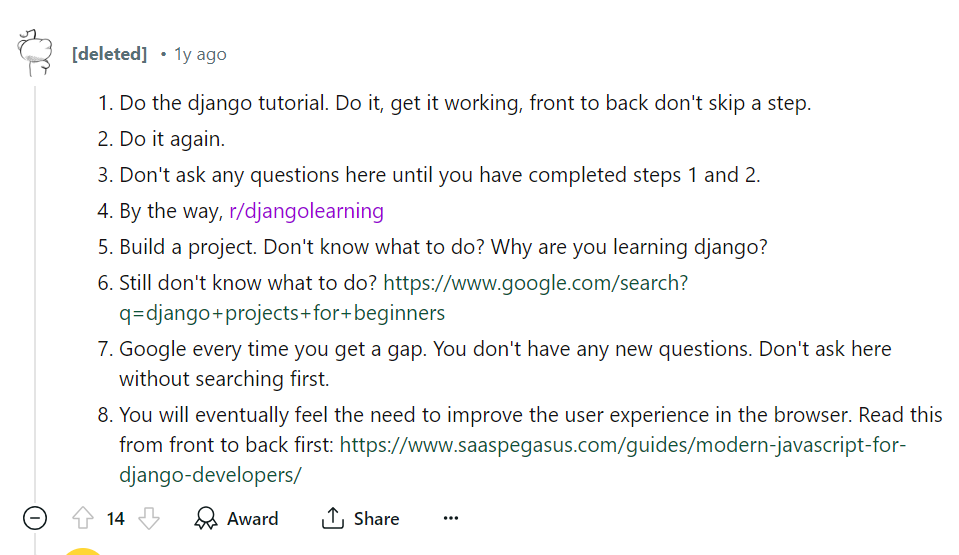 [deleted] • 1y ago
1. Do the django tutorial. Do it, get it working, front to back don't skip a step.
2. Do it again.
3. Don't ask any questions here until you have completed steps 1 and 2.
4. By the way, r/djangolearning
5. Build a project. Don't know what to do? Why are you learning django?
6. Still don't know what to do? https://www.google.com/search?
q=django+projects+for+beginners
7. Google every time you get a gap. You don't have any new questions. Don't ask here
without searching first.
8. You will eventually feel the need to improve the user experience in the browser. Read this
from front to back first: https://www.saaspegasus.com/guides/modern-javascript-for-
django-developers/
14 Award Share ...